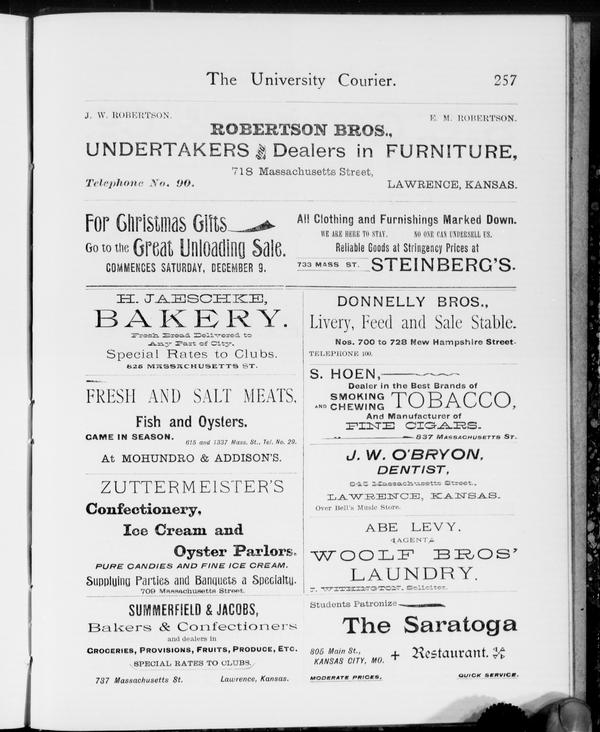 The University Courier. 257
J. W. ROBERTSON. E. M. ROBERTSON.
ROBERTSON BROS.,
UNDERTAKERS and Dealers in FURNITURE,
718 Massachusetts Street,
Telephone No. 90. LAWRENCE, KANSAS.
For Christmas Gifts
Go to the Great Unloading Sale.
COMMENCES SATURDAY, DECEMBER 9.
All Clothing and Furnishings Marked Down.
WE ARE HERE TO STAY. NO ONE CAN UNDERSELL US.
Reliable Goods at Stringency Prices at
733 MASS ST. STEINBERG'S.
H. JAESCHKE,
BAKERY.
Fresh Bread Delivered to
Any Part of City.
Special Rates to Clubs.
825 MASSACHUSETTS ST.
FRESH AND SALT MEATS,
Fish and Oysters.
GAME IN SEASON.
615 and 1337 Mass. St., Tel. No. 29.
At MOHUNDRO & ADDISON'S.
ZUTTERMEISTER'S
Confectionery,
Ice Cream and
Oyster Parlors.
PURE CANDIES AND FINE ICE CREAM.
Supplying Parties and Banquets a Specialty.
709 Massachusetts Street.
SUMMERFIELD & JACOBS,
Bakers & Confectioners
and dealers in
GROCERIES, PROVISIONS, FRUITS, PRODUCE, ETC.
SPECIAL RATES TO CLUBS.
737 Massachusetts St. Lawrence, Kansas.
DONNELLY BROS.,
Livery, Feed and Sale Stable.
Nos. 700 to 728 New Hampshire Street.
TELEPHONE 100.
S. HOEN,
Dealer in the Best Brands of
SMOKING
AND CHEWING TOBACCO,
And Manufacturer of
FINE CIGARS.
837 MASSACHUSETTS ST.
J. W. O'BRYON,
DENTIST,
Massachusetts Street.,
LAWRENCE, KANSAS.
Over Bell's Music Store.
ABE LEVY.
AGENT
WOOLF BROS'
LAUNDRY.
WITKINGTON, Solicitor.
Students Patronize
The Saratoga
805 Main St.,
KANSAS CITY, MO. + Restaurant.
MODERATE PRICES. QUICK SERVICE.